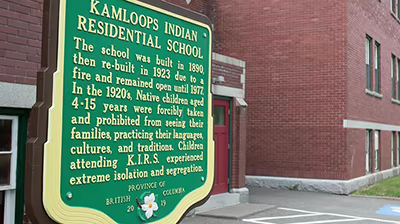 KAMLOOPS INDIAN
RESIDENTIAL SCHOOL
The school was built in 1890,
then re-built in 1923 due to a
fire and remained open until 1977.
In the 1920's, Native children aged
4-15 years were forcibly taken
and prohibited from seeing their
families, practicing their languages,
cultures, and traditions. Children
attending K.I.R.S. experienced
extreme isolation and segregation.
PROVINCE OF
BRITISH COLUMBIA
2019